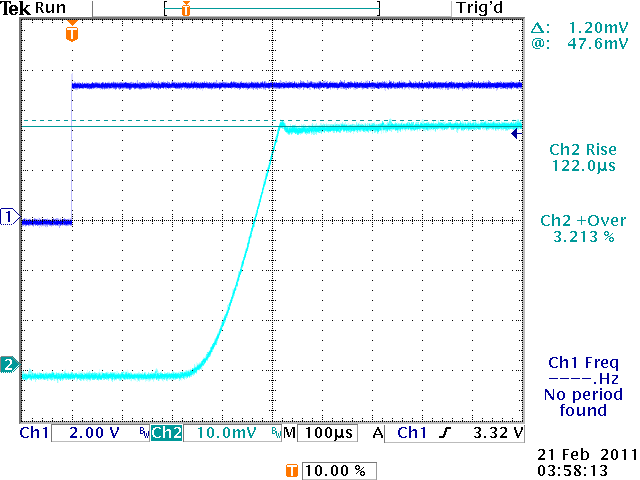 Tek Run Trig'd
T
T
Δ: 1.20mV
@: 47.6mV
Ch2 Rise
122.0µs
1
Ch2 +Over
3.213 %
2
Ch1 Freq
----.Hz
No period
found
Ch1 2.00 V BW Ch2 10.0mV BW M 100µs A Ch1 3.32 V
T 10.00 %
21 Feb 2011
03:58:13